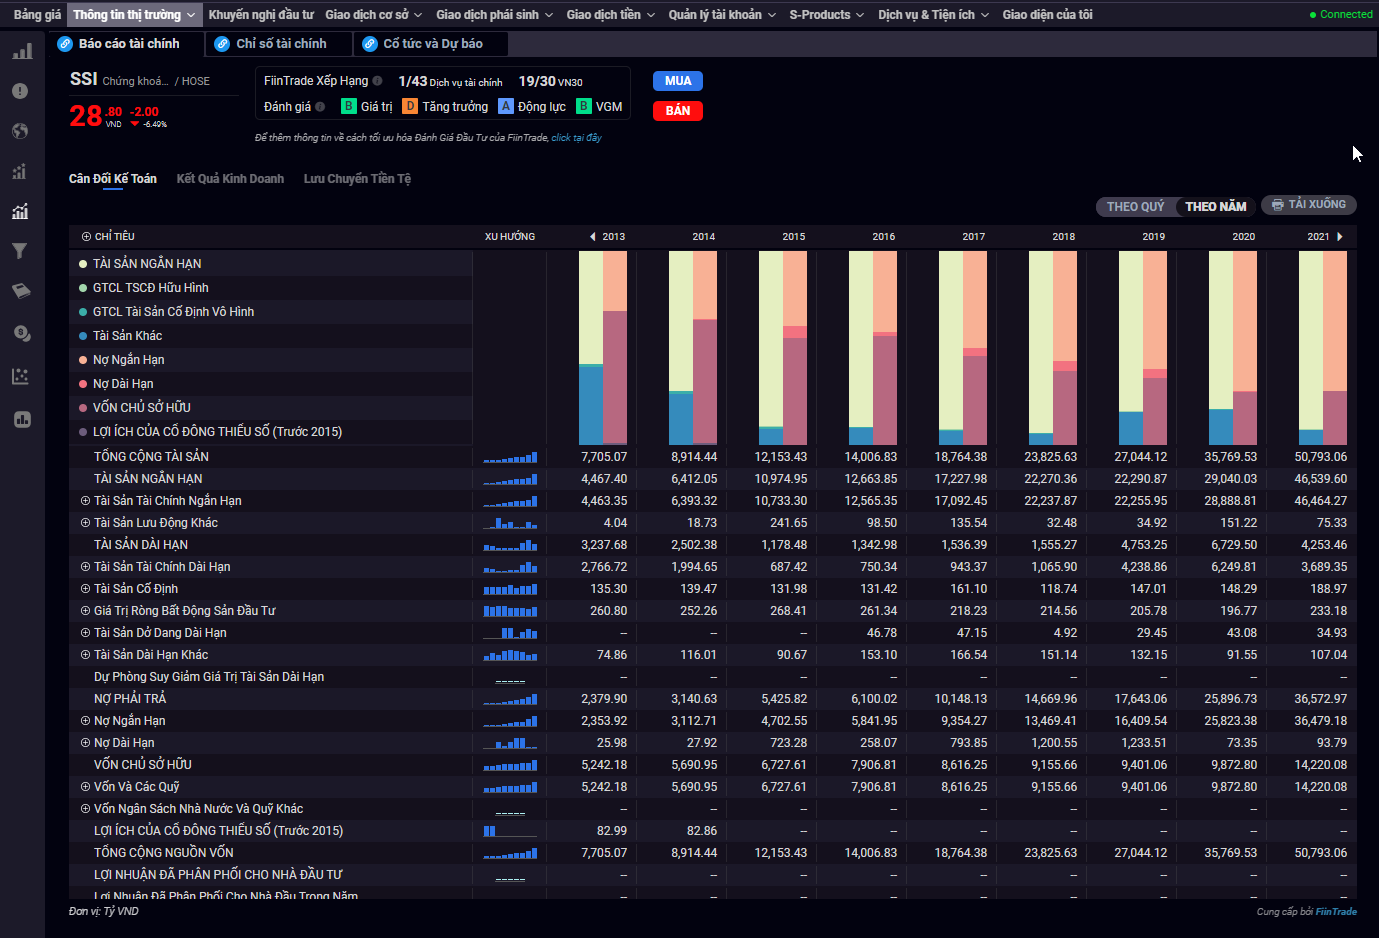 Bảng giá Thông tin thị trường Khuyến nghị đầu tư Giao dịch cơ sở Giao dịch phái sinh Giao dịch tiền Quản lý tài khoản S-Products Dịch vụ & Tiện ích Giao diện của tôi Connected
Báo cáo tài chính Chỉ số tài chính Cổ tức và Dự báo
SSI Chứng khoá... / HOSE
28.80 -2.00
VND -6.49%
FiinTrade Xếp Hạng 1/43 Dịch vụ tài chính 19/30 VN30
Đánh giá B Giá trị D Tăng trưởng A Động lực B VGM
MUA
BÁN
Để thêm thông tin về cách tối ưu hóa Đánh Giá Đầu Tư của FiinTrade, click tại đây
Cân Đối Kế Toán Kết Quả Kinh Doanh Lưu Chuyển Tiền Tệ
THEO QUÝ THEO NĂM TẢI XUỐNG
CHỈ TIÊU XU HƯỚNG 2013 2014 2015 2016 2017 2018 2019 2020 2021
TÀI SẢN NGẮN HẠN
GTCL TSCĐ Hữu Hình
GTCL Tài Sản Cố Định Vô Hình
Tài Sản Khác
Nợ Ngắn Hạn
Nợ Dài Hạn
VỐN CHỦ SỞ HỮU
LỢI ÍCH CỦA CỔ ĐÔNG THIỂU SỐ (Trước 2015)
TỔNG CỘNG TÀI SẢN 7,705.07 8,914.44 12,153.43 14,006.83 18,764.38 23,825.63 27,044.12 35,769.53 50,793.06
TÀI SẢN NGẮN HẠN 4,467.40 6,412.05 10,974.95 12,663.85 17,227.98 22,270.36 22,290.87 29,040.03 46,539.60
Tài Sản Tài Chính Ngắn Hạn 4,463.35 6,393.32 10,733.30 12,565.35 17,092.45 22,237.87 22,255.95 28,888.81 46,464.27
Tài Sản Lưu Động Khác 4.04 18.73 241.65 98.50 135.54 32.48 34.92 151.22 75.33
TÀI SẢN DÀI HẠN 3,237.68 2,502.38 1,178.48 1,342.98 1,536.39 1,555.27 4,753.25 6,729.50 4,253.46
Tài Sản Tài Chính Dài Hạn 2,766.72 1,994.65 687.42 750.34 943.37 1,065.90 4,238.86 6,249.81 3,689.35
Tài Sản Cố Định 135.30 139.47 131.98 131.42 161.10 118.74 147.01 148.29 188.97
Giá Trị Ròng Bất Động Sản Đầu Tư 260.80 252.26 268.41 261.34 218.23 214.56 205.78 196.77 233.18
Tài Sản Dở Dang Dài Hạn -- -- -- 46.78 47.15 4.92 29.45 43.08 34.93
Tài Sản Dài Hạn Khác 74.86 116.01 90.67 153.10 166.54 151.14 132.15 91.55 107.04
Dự Phòng Suy Giảm Giá Trị Tài Sản Dài Hạn -- -- -- -- -- -- -- -- --
NỢ PHẢI TRẢ 2,379.90 3,140.63 5,425.82 6,100.02 10,148.13 14,669.96 17,643.06 25,896.73 36,572.97
Nợ Ngắn Hạn 2,353.92 3,112.71 4,702.55 5,841.95 9,354.27 13,469.41 16,409.54 25,823.38 36,479.18
Nợ Dài Hạn 25.98 27.92 723.28 258.07 793.85 1,200.55 1,233.51 73.35 93.79
VỐN CHỦ SỞ HỮU 5,242.18 5,690.95 6,727.61 7,906.81 8,616.25 9,155.66 9,401.06 9,872.80 14,220.08
Vốn Và Các Quỹ 5,242.18 5,690.95 6,727.61 7,906.81 8,616.25 9,155.66 9,401.06 9,872.80 14,220.08
Vốn Ngân Sách Nhà Nước Và Quỹ Khác -- -- -- -- -- -- -- -- --
LỢI ÍCH CỦA CỔ ĐÔNG THIỂU SỐ (Trước 2015) 82.99 82.86 -- -- -- -- -- -- --
TỔNG CỘNG NGUỒN VỐN 7,705.07 8,914.44 12,153.43 14,006.83 18,764.38 23,825.63 27,044.12 35,769.53 50,793.06
LỢI NHUẬN ĐÃ PHÂN PHỐI CHO NHÀ ĐẦU TƯ -- -- -- -- -- -- -- -- --
Lợi Nhuận Đã Phân Phối Cho Nhà Đầu Tư Trong Năm -- -- -- -- -- -- -- -- --
Đơn vị: Tỷ VND Cung cấp bởi FiinTrade